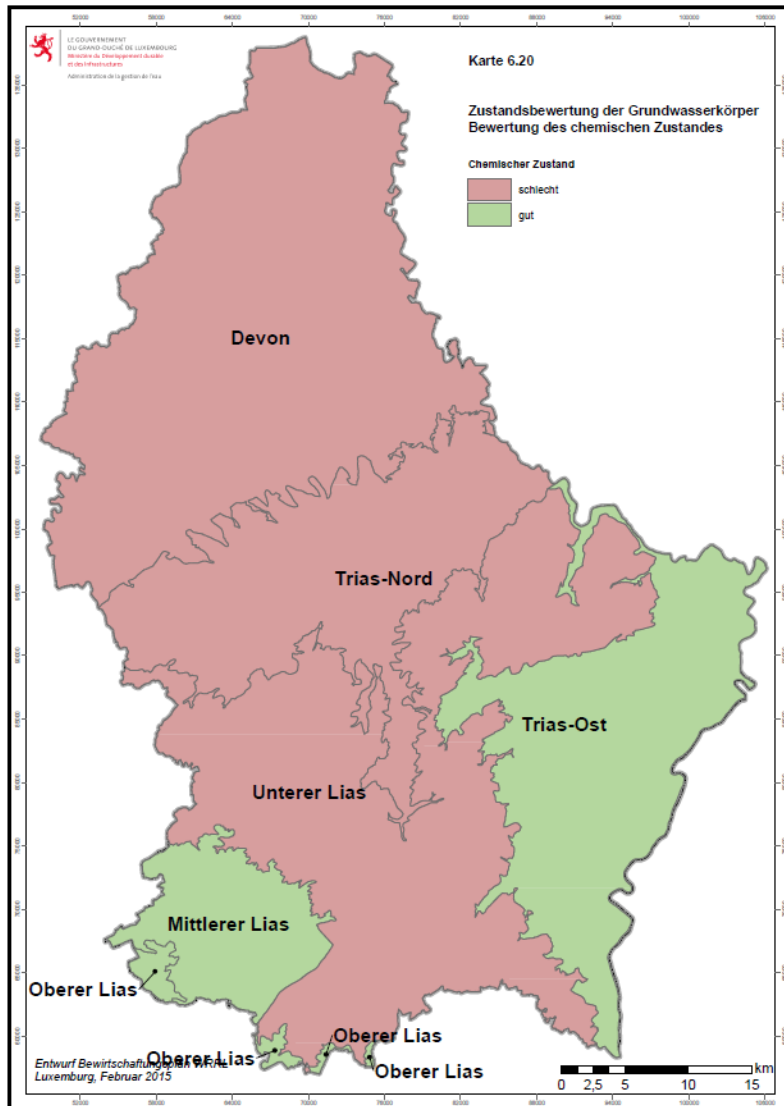 LE GOUVERNEMENT
DU GRAND-DUCHÉ DE LUXEMBOURG
Ministère du Développement durable
et des Infrastructures
Administration de la gestion de l'eau
Karte 6.20
Zustandsbewertung der Grundwasserkörper
Bewertung des chemischen Zustandes
Chemischer Zustand
schlecht
gut
Devon
Trias-Nord
Trias-Ost
Unterer Lias
Mittlerer Lias
Oberer Lias
Oberer Lias
Oberer Lias
Oberer Lias
Entwurf Bewirtschaftungsplan WRRL
Luxemburg, Februar 2015
km
0 2,5 5 10 15